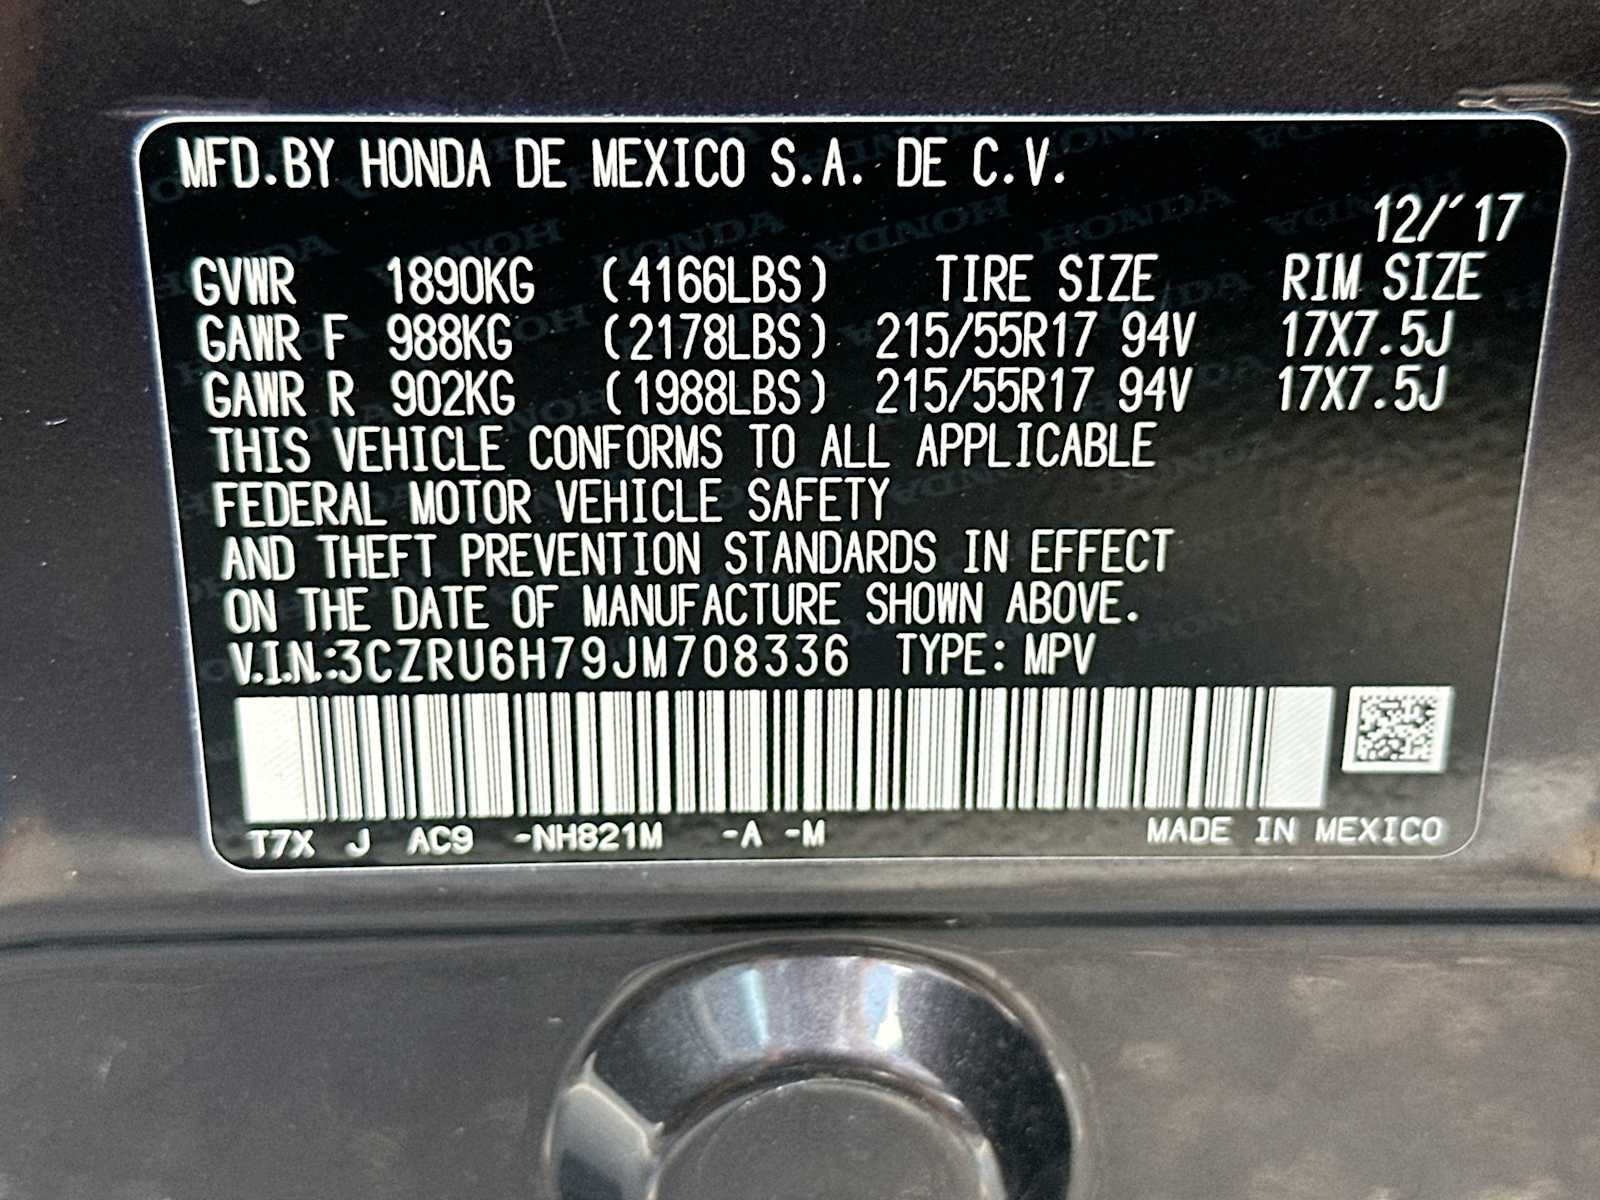 MFD.BY HONDA DE MEXICO S.A. DE C.V.
12/'17
GVWR 1890KG (4166LBS) TIRE SIZE RIM SIZE
GAWR F 988KG (2178LBS) 215/55R17 94V 17X7.5J
GAWR R 902KG (1988LBS) 215/55R17 94V 17X7.5J
THIS VEHICLE CONFORMS TO ALL APPLICABLE
FEDERAL MOTOR VEHICLE SAFETY
AND THEFT PREVENTION STANDARDS IN EFFECT
ON THE DATE OF MANUFACTURE SHOWN ABOVE.
V.I.N.:3CZRU6H79JM708336 TYPE: MPV
T7X J AC9 -NH821M -A -M MADE IN MEXICO